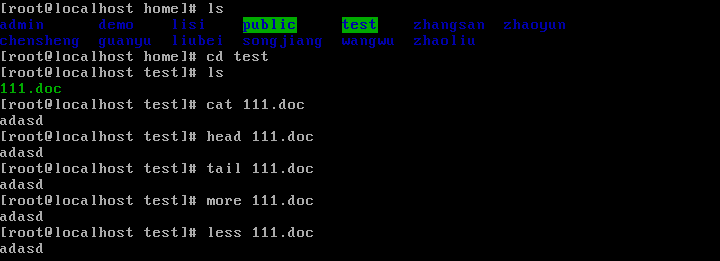 [root@localhost home]# ls
admin demo lisi public test zhangsan zhaoyun
chensheng guanyu liubei songjiang wangwu zhaoliu
[root@localhost home]# cd test
[root@localhost test]# ls
111.doc
[root@localhost test]# cat 111.doc
adasd
[root@localhost test]# head 111.doc
adasd
[root@localhost test]# tail 111.doc
adasd
[root@localhost test]# more 111.doc
adasd
[root@localhost test]# less 111.doc
adasd